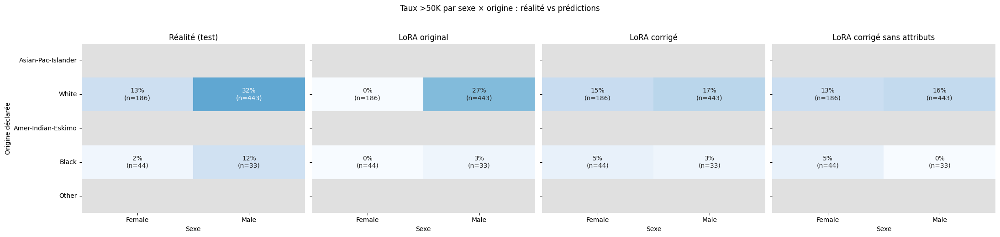 Taux >50K par sexe × origine : réalité vs prédictions
Réalité (test)
LoRA original
LoRA corrigé
LoRA corrigé sans attributs
Origine déclarée
Asian-Pac-Islander
White
Amer-Indian-Eskimo
Black
Other
13%
(n=186)
32%
(n=443)
2%
(n=44)
12%
(n=33)
0%
(n=186)
27%
(n=443)
0%
(n=44)
3%
(n=33)
15%
(n=186)
17%
(n=443)
5%
(n=44)
3%
(n=33)
13%
(n=186)
16%
(n=443)
5%
(n=44)
0%
(n=33)
Female
Male
Sexe
Female
Male
Sexe
Female
Male
Sexe
Female
Male
Sexe